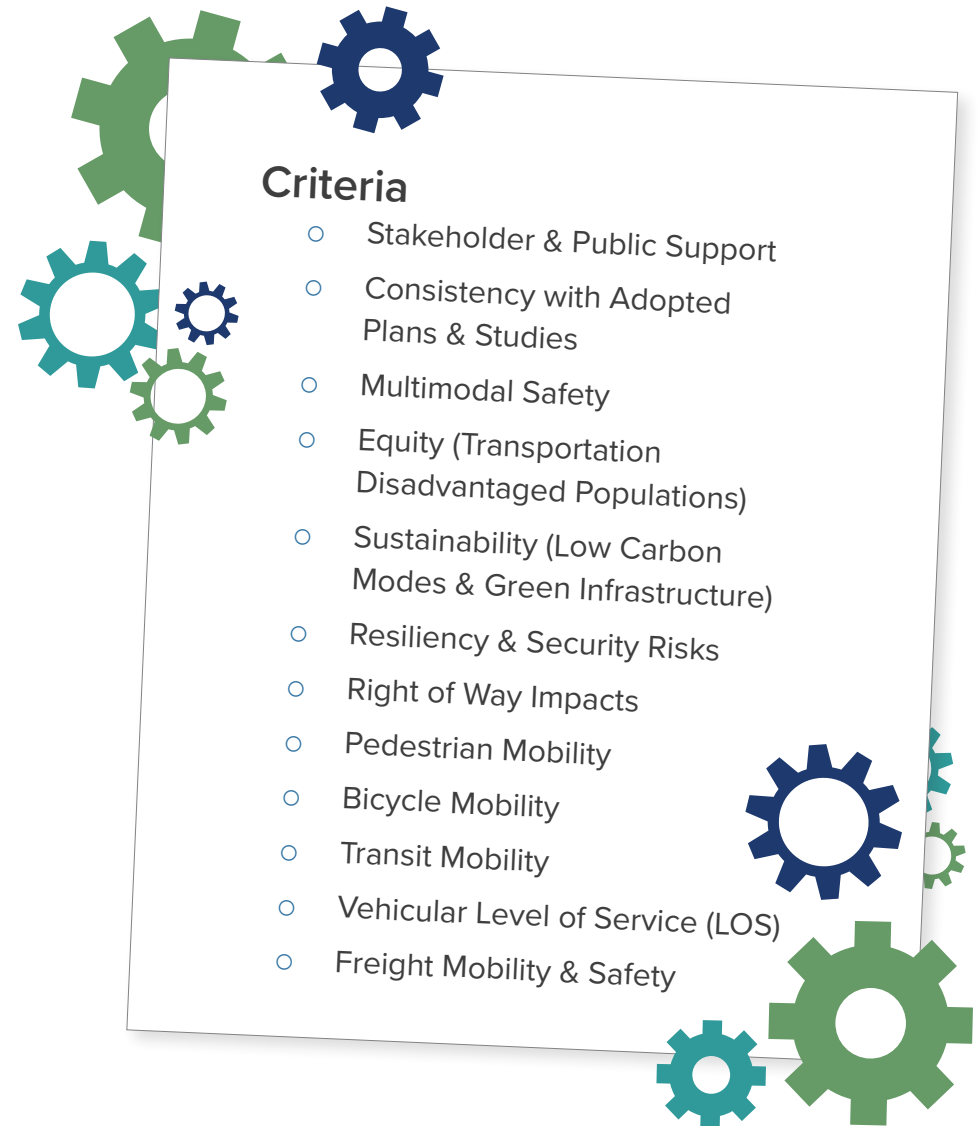 Criteria
Stakeholder & Public Support
Consistency with Adopted
Plans & Studies
Multimodal Safety
Equity (Transportation
Disadvantaged Populations)
Sustainability (Low Carbon
Modes & Green Infrastructure)
Resiliency & Security Risks
Right of Way Impacts
Pedestrian Mobility
Bicycle Mobility
Transit Mobility
Vehicular Level of Service (LOS)
Freight Mobility & Safety